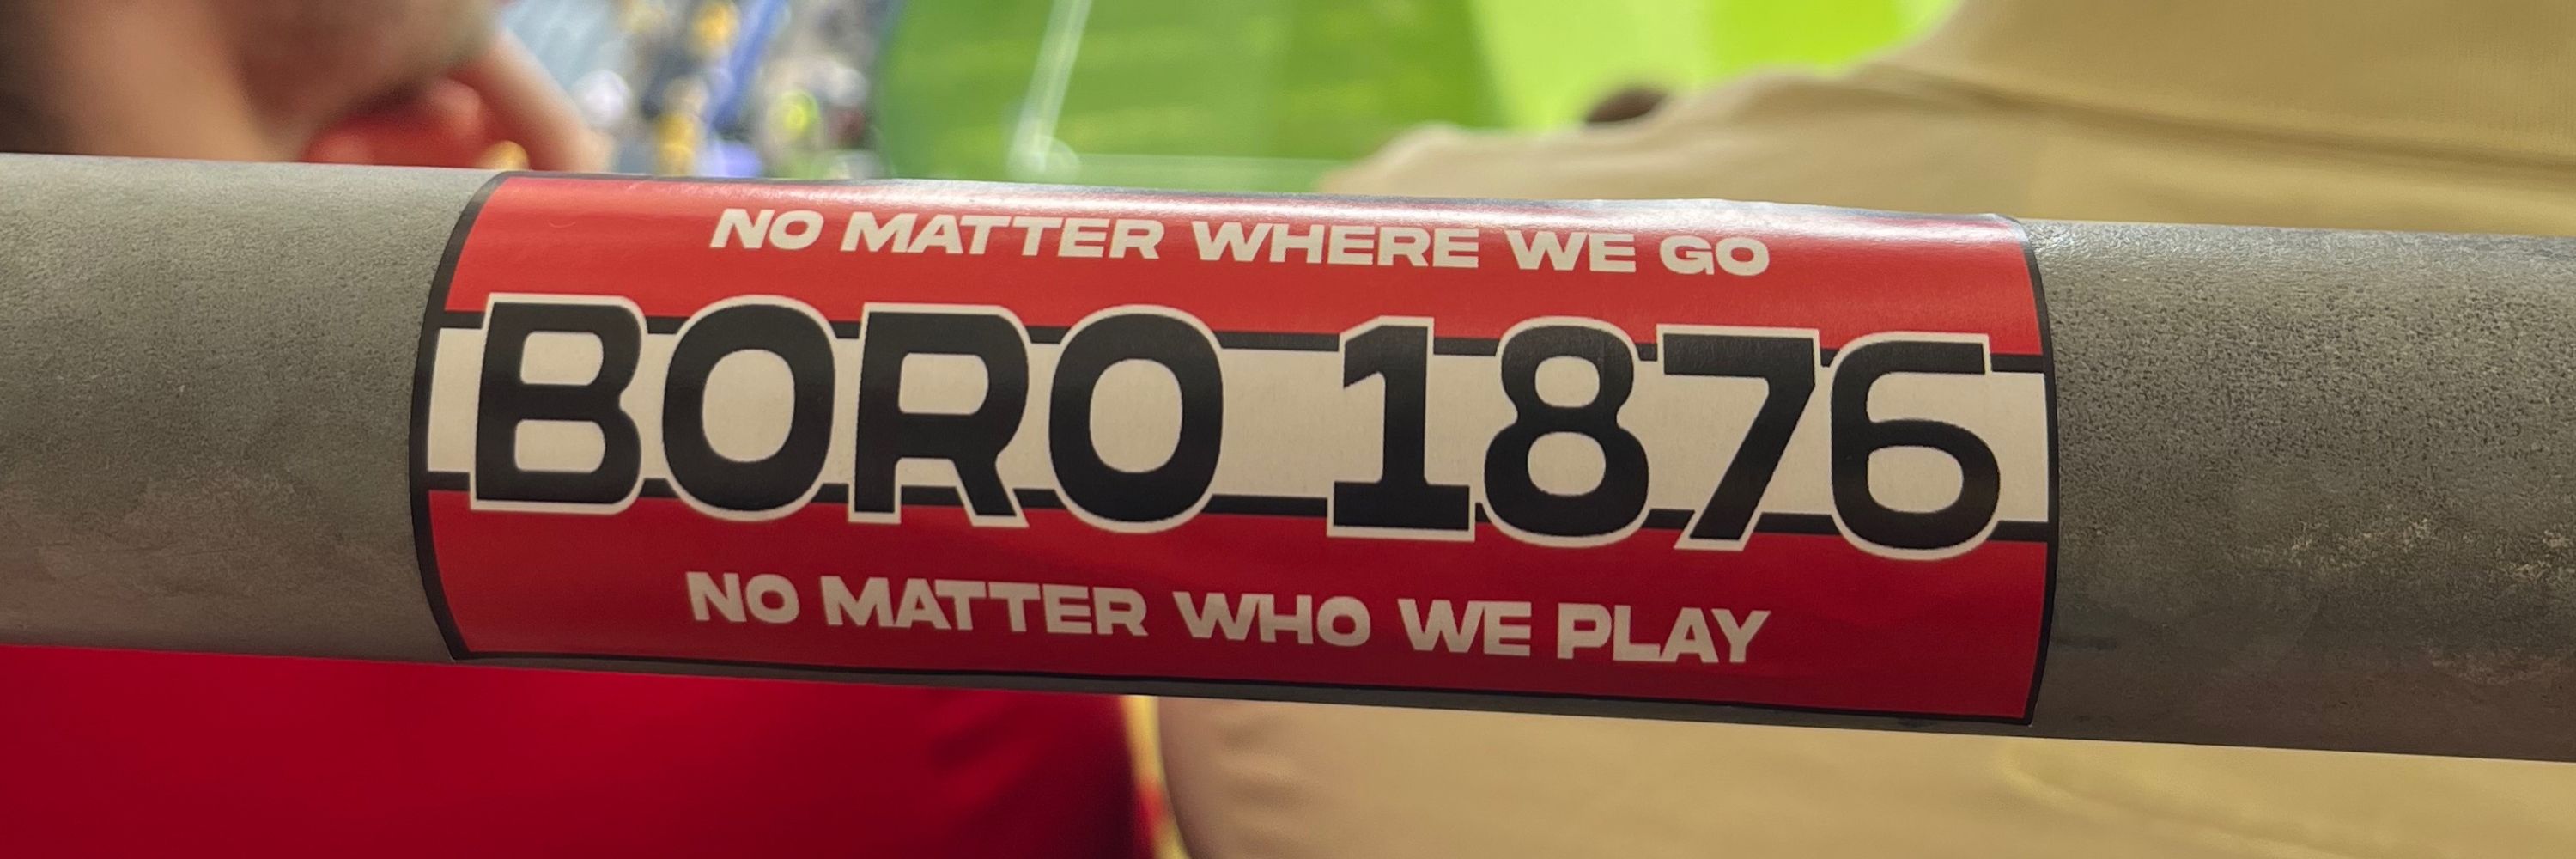 NO MATTER WHERE WE GO
BORO 1876
NO MATTER WHO WE PLAY